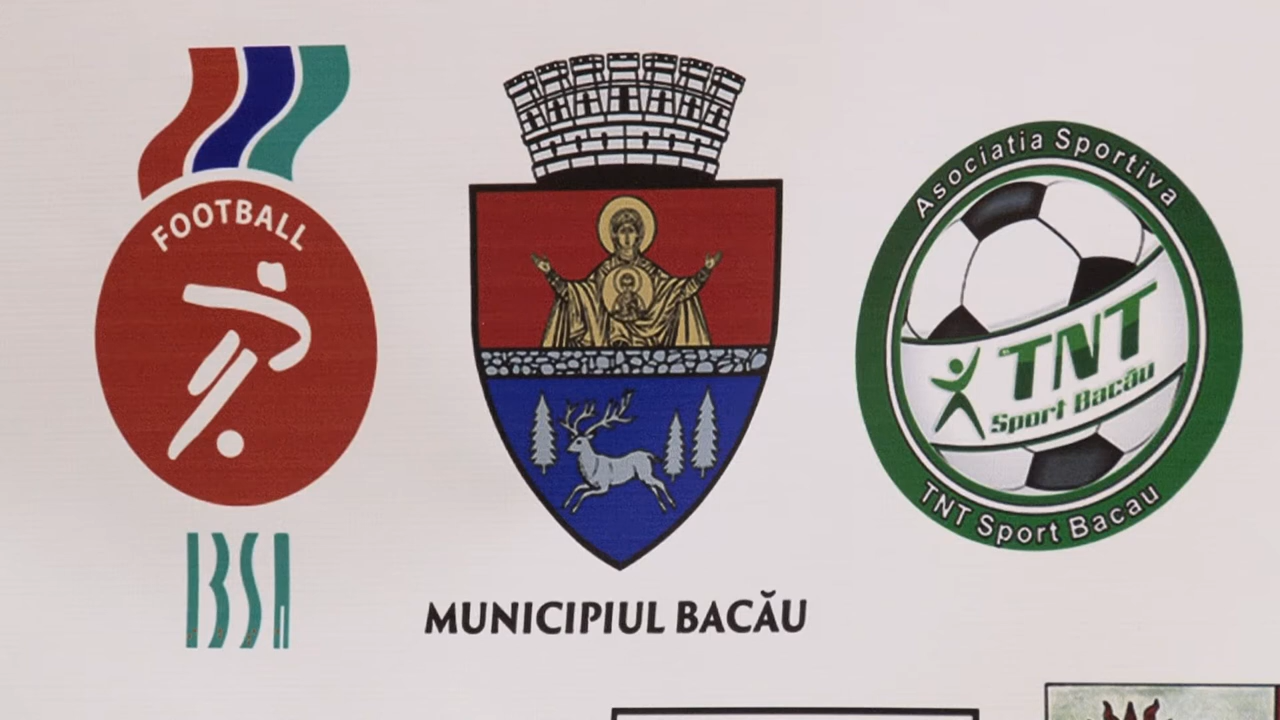 FOOTBALL
IBSA
MUNICIPIUL BACĂU
Asociatia Sportiva
TNT
Sport Bacău
TNT Sport Bacau